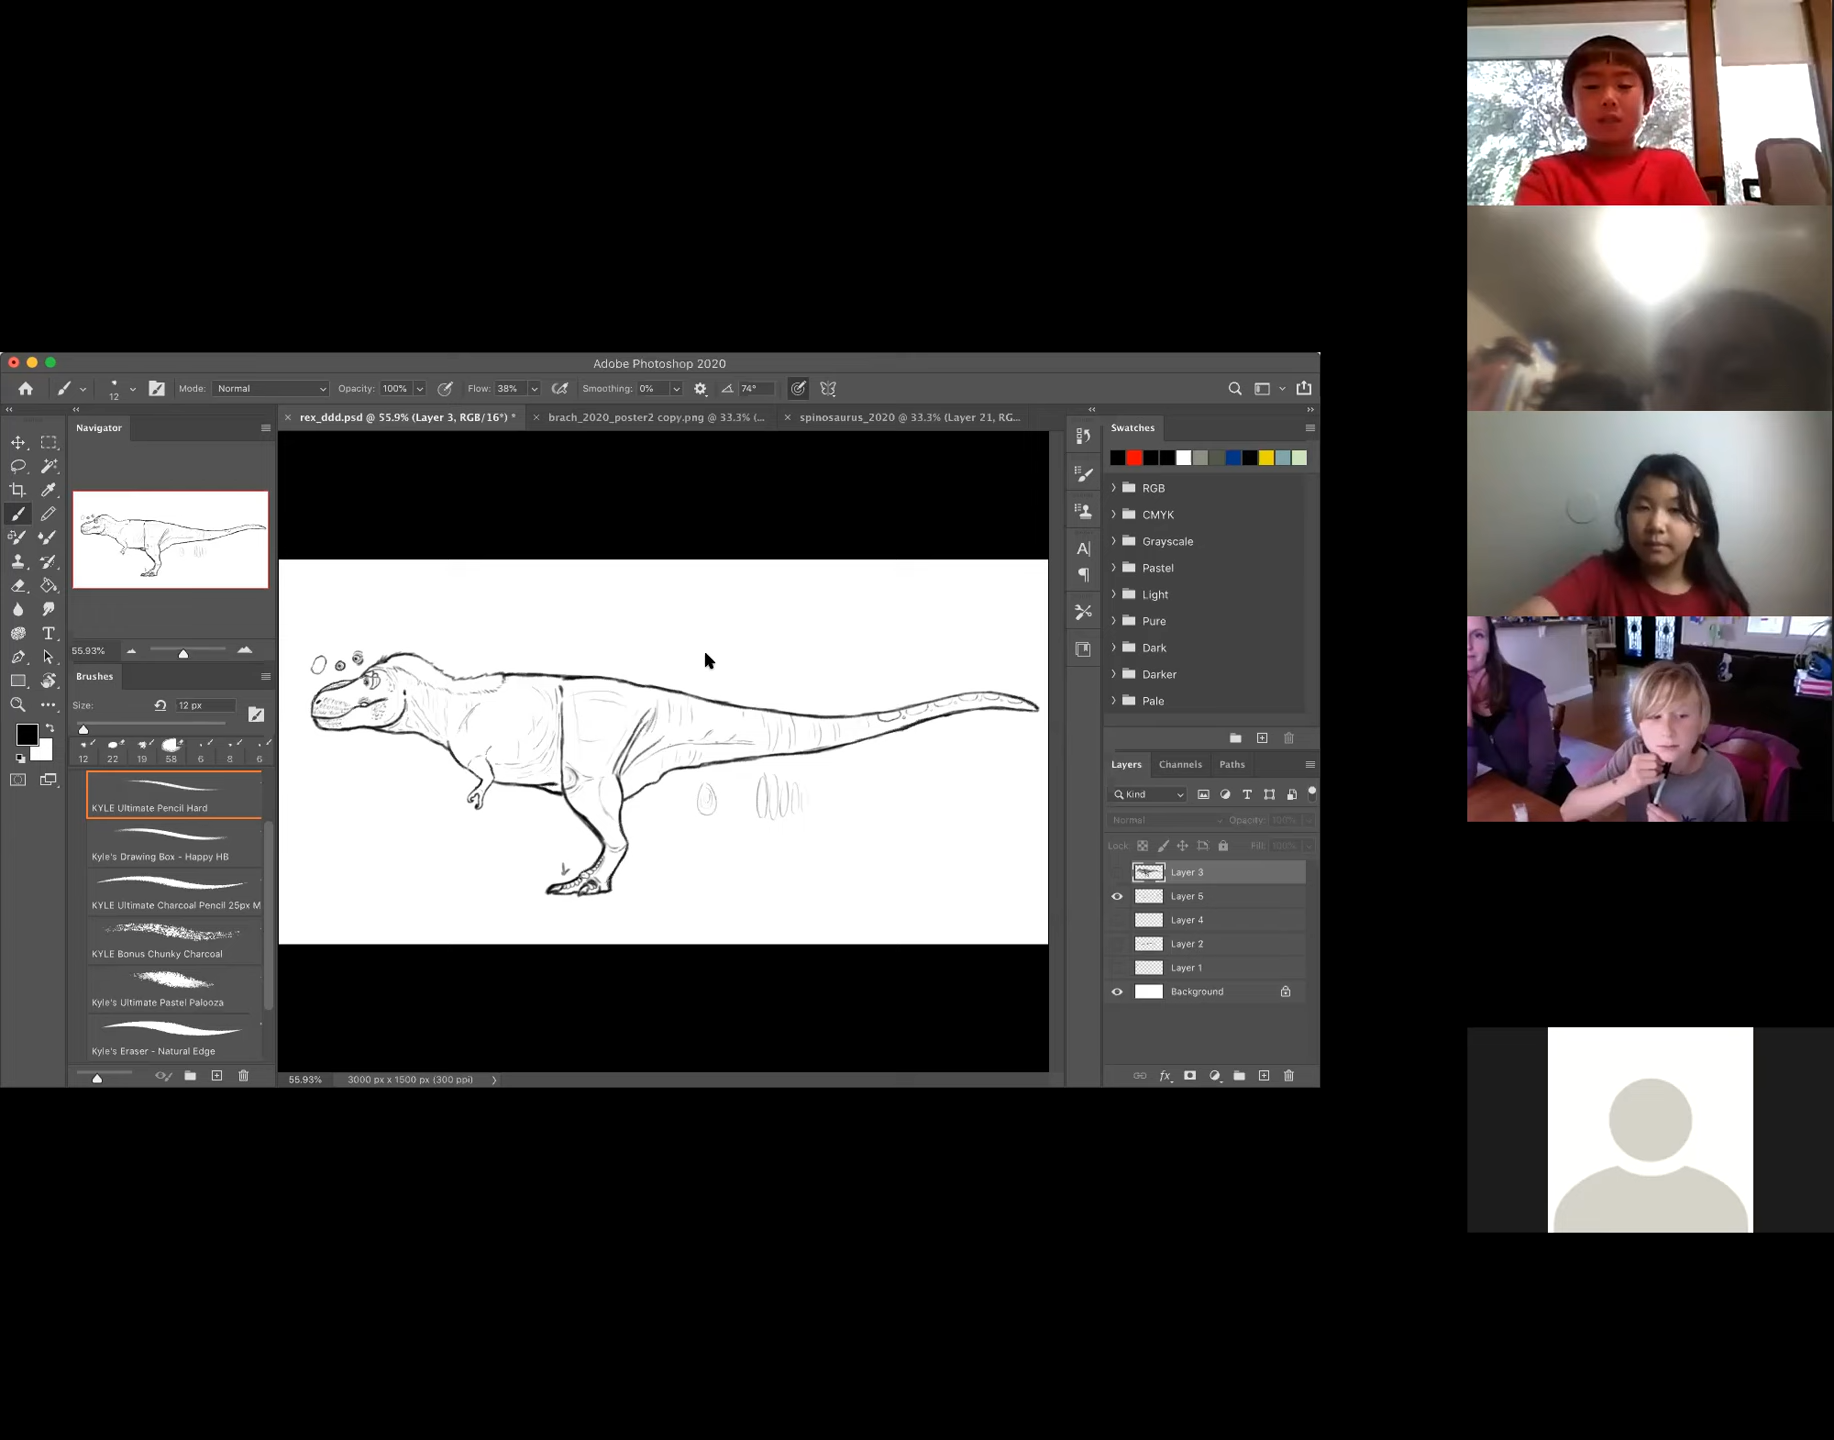 Adobe Photoshop 2020
12
Mode: Normal
Opacity: 100%
Flow: 38%
Smoothing: 0%
74°
rex_ddd.psd @ 55.9% (Layer 3, RGB/16*) *
brach_2020_poster2 copy.png @ 33.3% (...
spinosaurus_2020 @ 33.3% (Layer 21, RG...
Navigator
55.93%
Brushes
Size:
12 px
12 22 19 58 6 8 6
KYLE Ultimate Pencil Hard
Kyle's Drawing Box - Happy HB
KYLE Ultimate Charcoal Pencil 25px M
KYLE Bonus Chunky Charcoal
Kyle's Ultimate Pastel Palooza
Kyle's Eraser - Natural Edge
55.93%
3000 px x 1500 px (300 ppi)
Swatches
RGB
CMYK
Grayscale
Pastel
Light
Pure
Dark
Darker
Pale
Layers Channels Paths
Kind
Normal
Opacity: 100%
Lock:
Fill: 100%
Layer 3
Layer 5
Layer 4
Layer 2
Layer 1
Background
fx